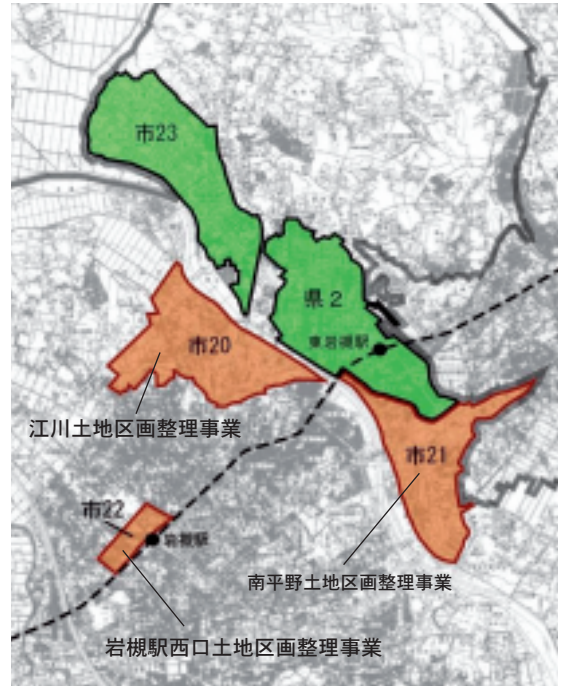 市23
県2
東岩槻駅
市20
江川土地区画整理事業
市21
市22
岩槻駅
南平野土地区画整理事業
岩槻駅西口土地区画整理事業